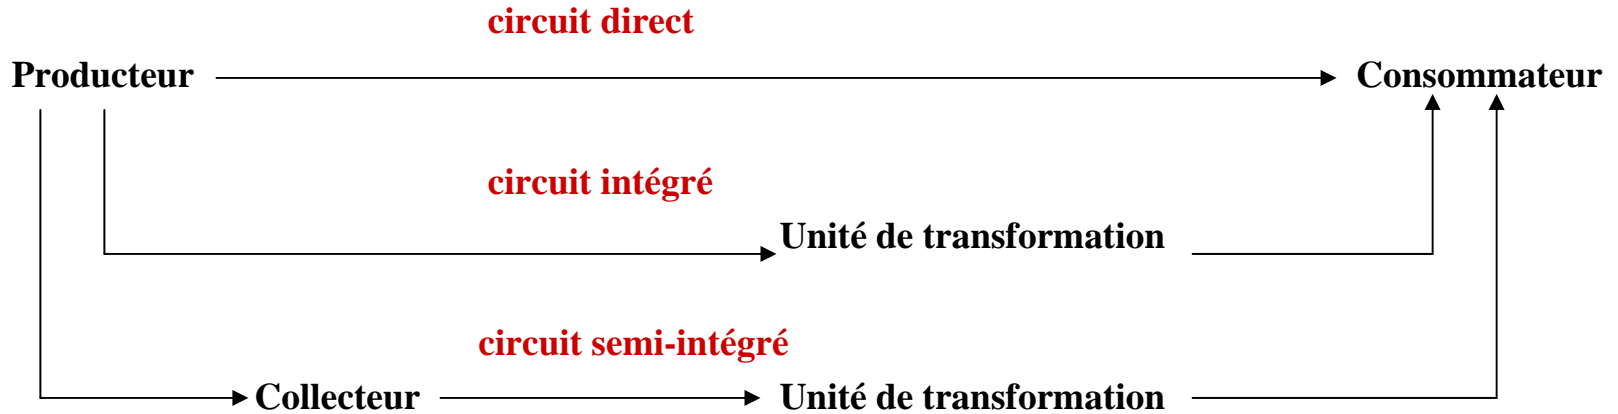 circuit direct
Producteur Consommateur
circuit intégré
Unité de transformation
circuit semi-intégré
Collecteur Unité de transformation